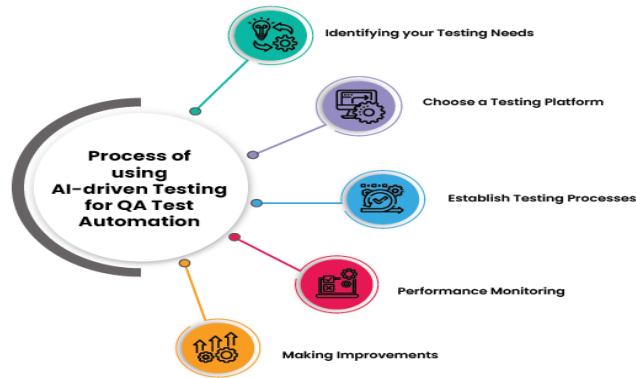 Process of
using
AI-driven Testing
for QA Test
Automation
Identifying your Testing Needs
Choose a Testing Platform
Establish Testing Processes
Performance Monitoring
Making Improvements